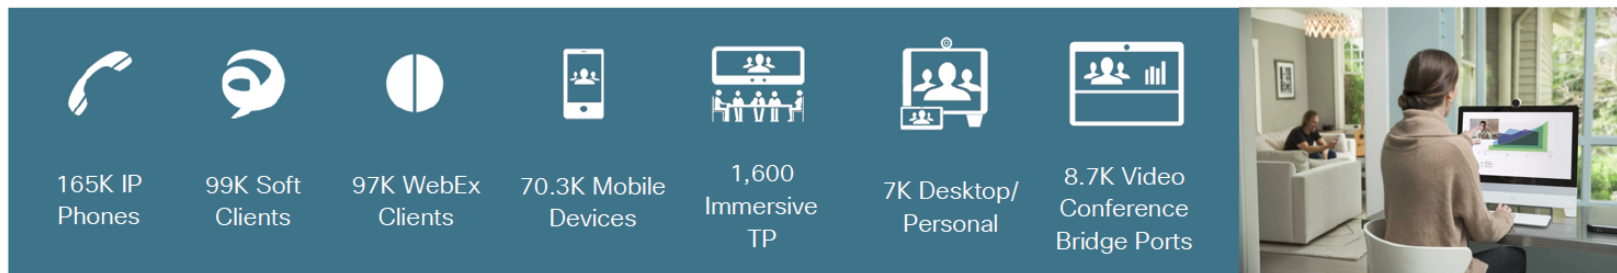 165K IP
Phones
99K Soft
Clients
97K WebEx
Clients
70.3K Mobile
Devices
1,600
Immersive
TP
7K Desktop/
Personal
8.7K Video
Conference
Bridge Ports